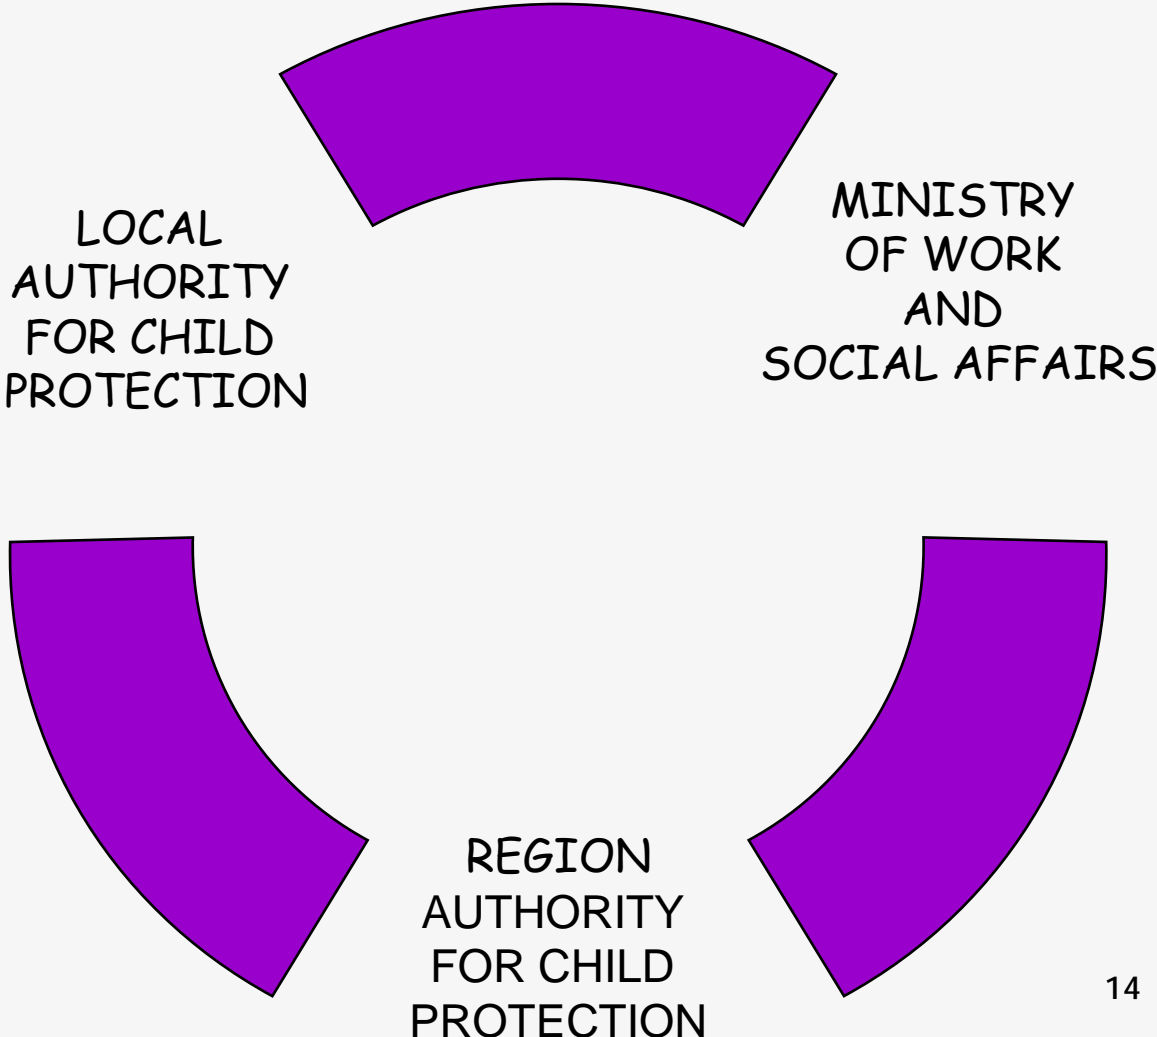 LOCAL
AUTHORITY
FOR CHILD
PROTECTION
MINISTRY
OF WORK
AND
SOCIAL AFFAIRS
REGION
AUTHORITY
FOR CHILD
PROTECTION
14